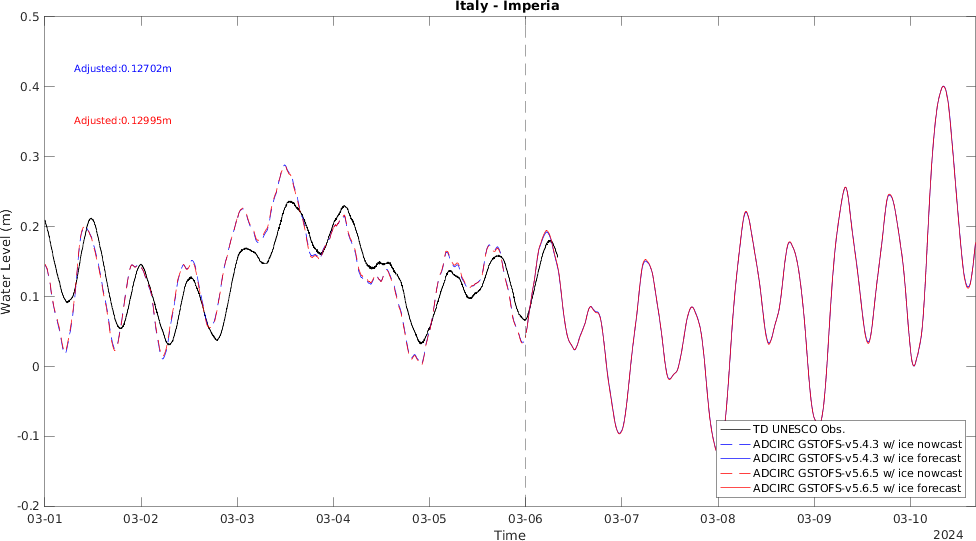 Italy - Imperia
0.5
0.4
0.3
0.2
0.1
0
-0.1
-0.2
Water Level (m)
Adjusted:0.12702m
Adjusted:0.12995m
TD UNESCO Obs.
ADCIRC GSTOFS-v5.4.3 w/ ice nowcast
ADCIRC GSTOFS-v5.4.3 w/ ice forecast
ADCIRC GSTOFS-v5.6.5 w/ ice nowcast
ADCIRC GSTOFS-v5.6.5 w/ ice forecast
03-01 03-02 03-03 03-04 03-05 03-06 03-07 03-08 03-09 03-10
Time
2024